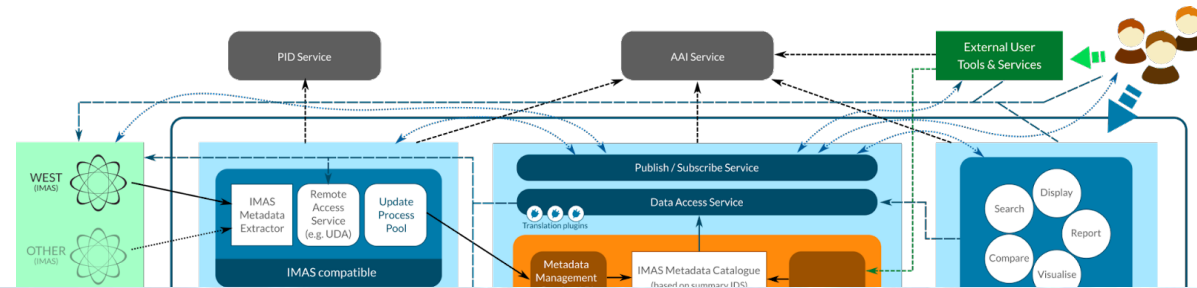 PID Service
AAI Service
External User
Tools & Services
WEST
(IMAS)
OTHER
(IMAS)
IMAS
Metadata
Extractor
Remote
Access
Service
(e.g. UDA)
Update
Process
Pool
IMAS compatible
Publish / Subscribe Service
Data Access Service
Translation plugins
Metadata
Management
IMAS Metadata Catalogue
(based on summary IDS)
Search
Display
Report
Compare
Visualise